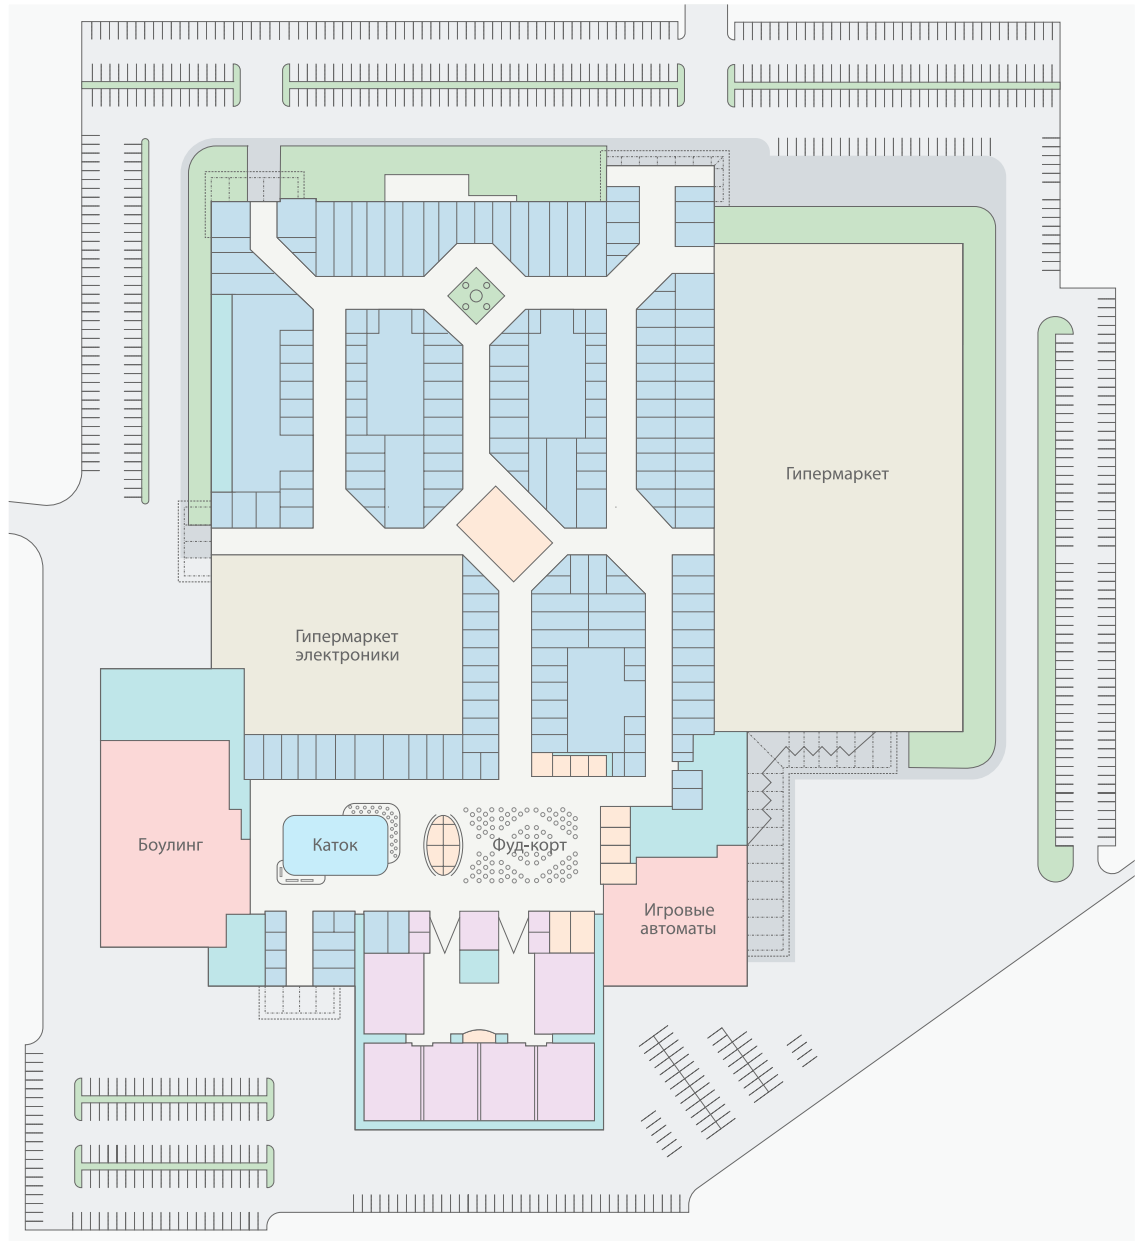 Гипермаркет
Гипермаркет
электроники
Боулинг
Каток
Фуд-корт
Игровые
автоматы